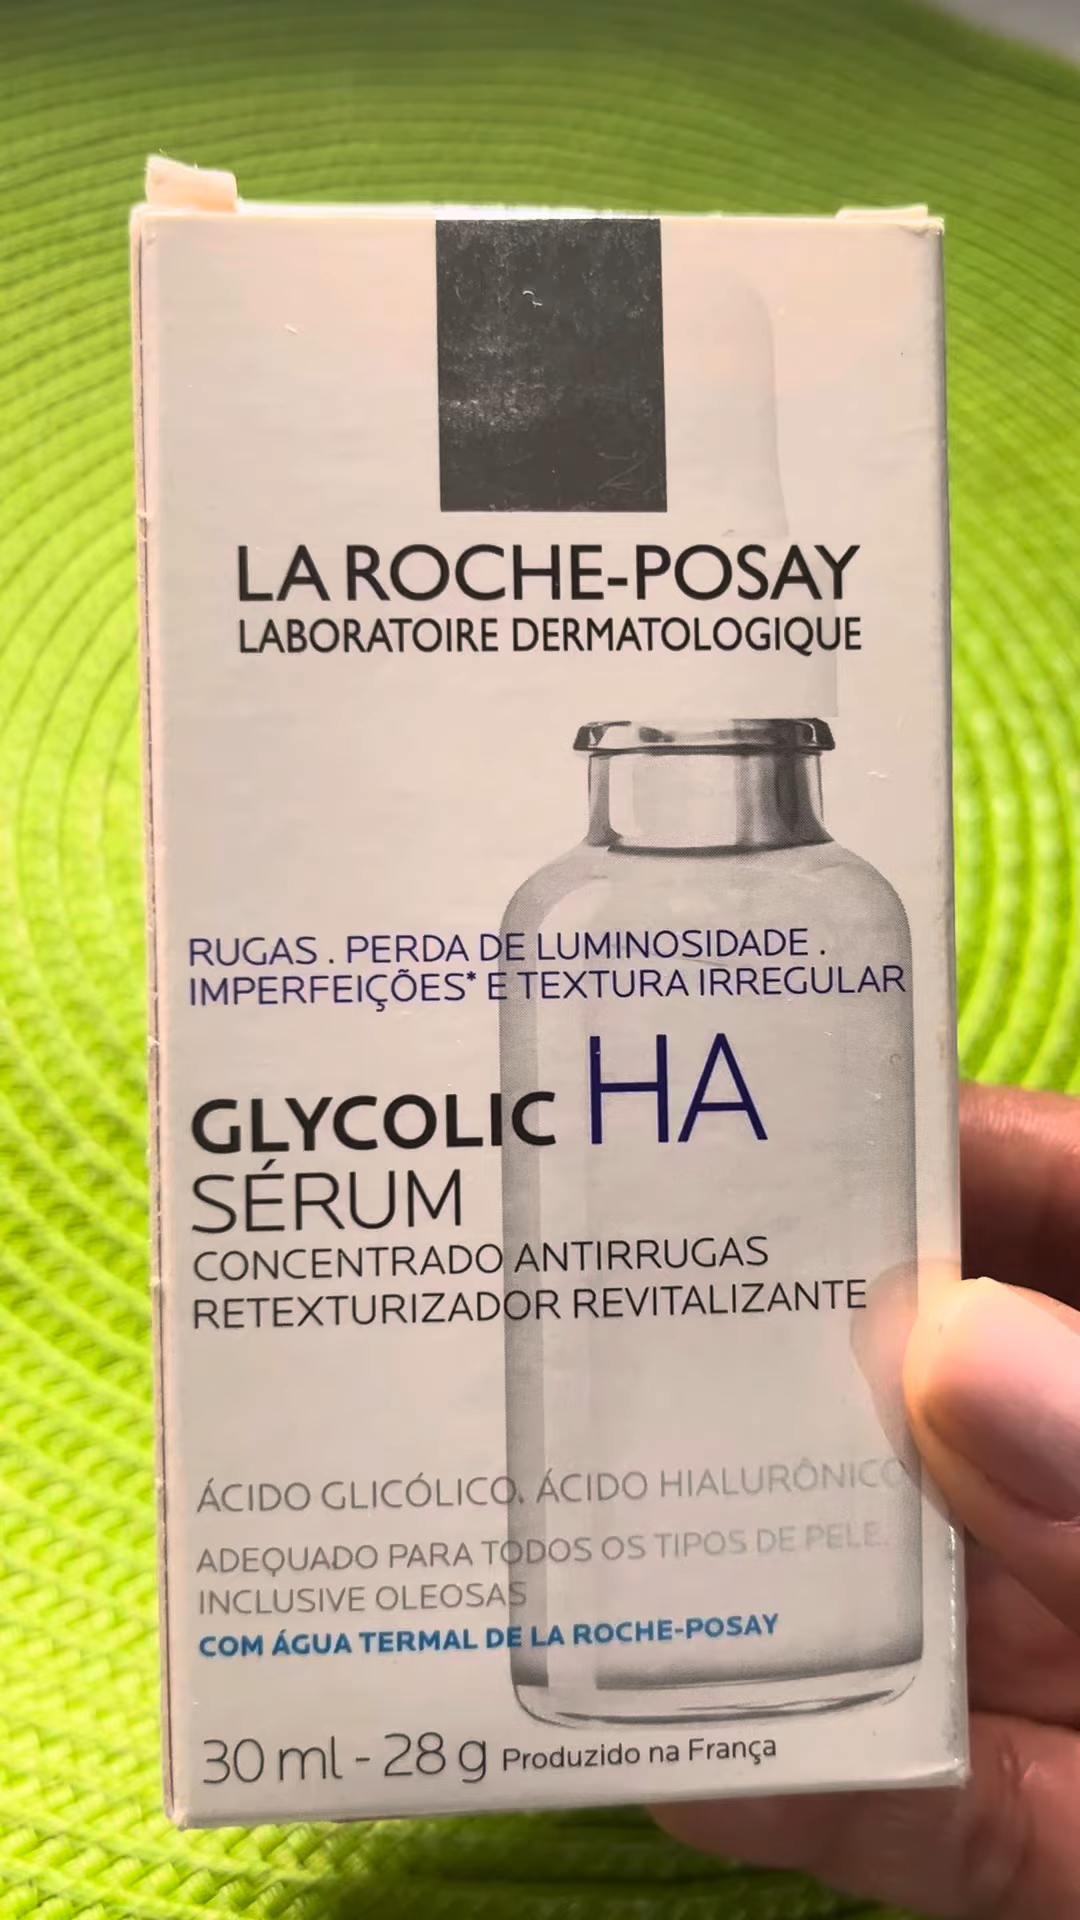 LA ROCHE-POSAY
LABORATOIRE DERMATOLOGIQUE
RUGAS . PERDA DE LUMINOSIDADE .
IMPERFEIÇÕES* E TEXTURA IRREGULAR
GLYCOLIC HA
SÉRUM
CONCENTRADO ANTIRRUGAS
RETEXTURIZADOR REVITALIZANTE
ÁCIDO GLICÓLICO. ÁCIDO HIALURÔNICO
ADEQUADO PARA TODOS OS TIPOS DE PELE.
INCLUSIVE OLEOSAS
COM ÁGUA TERMAL DE LA ROCHE-POSAY
30 ml - 28 g Produzido na França